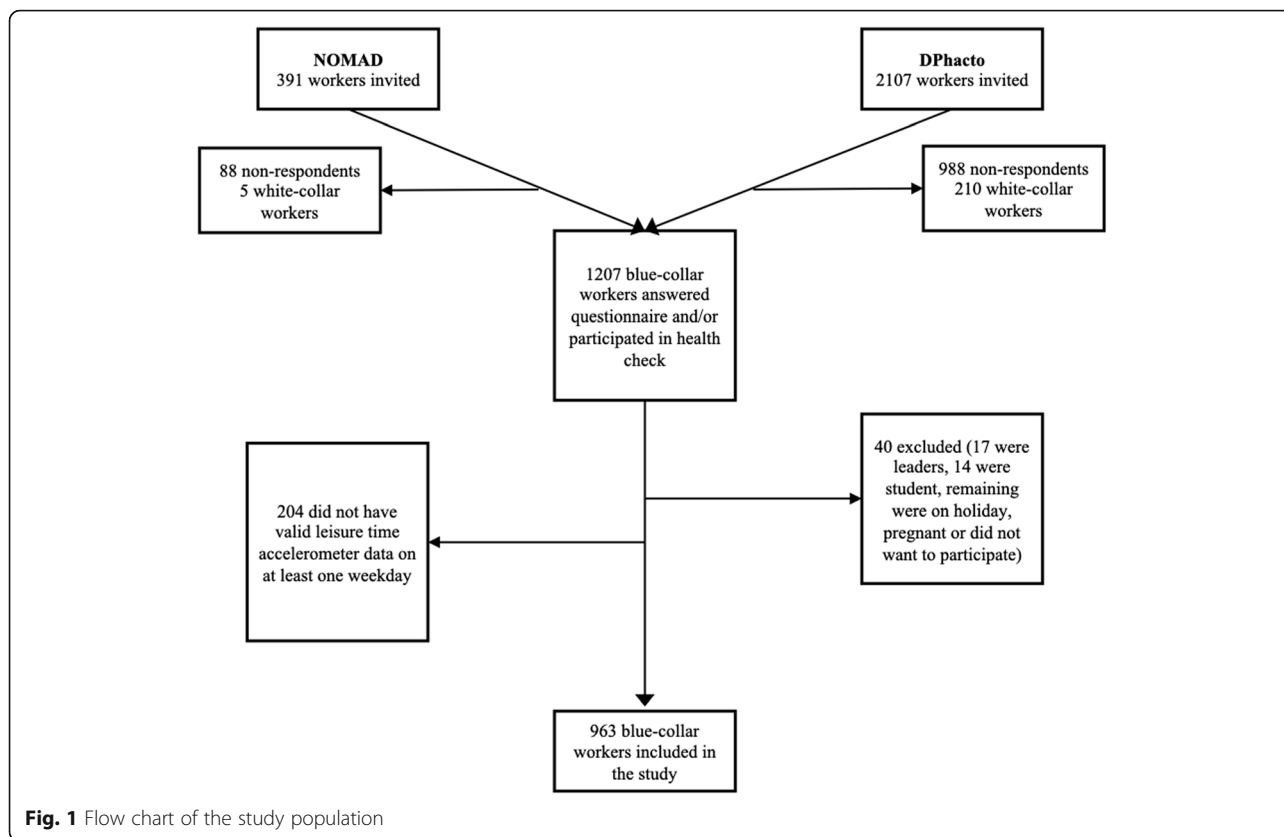 NOMAD
391 workers invited
DPhacto
2107 workers invited
88 non-respondents
5 white-collar
workers
988 non-respondents
210 white-collar
workers
1207 blue-collar
workers answered
questionnaire and/or
participated in health
check
40 excluded (17 were
leaders, 14 were
student, remaining
were on holiday,
pregnant or did not
want to participate)
204 did not have
valid leisure time
accelerometer data on
at least one weekday
963 blue-collar
workers included in
the study
Fig. 1 Flow chart of the study population